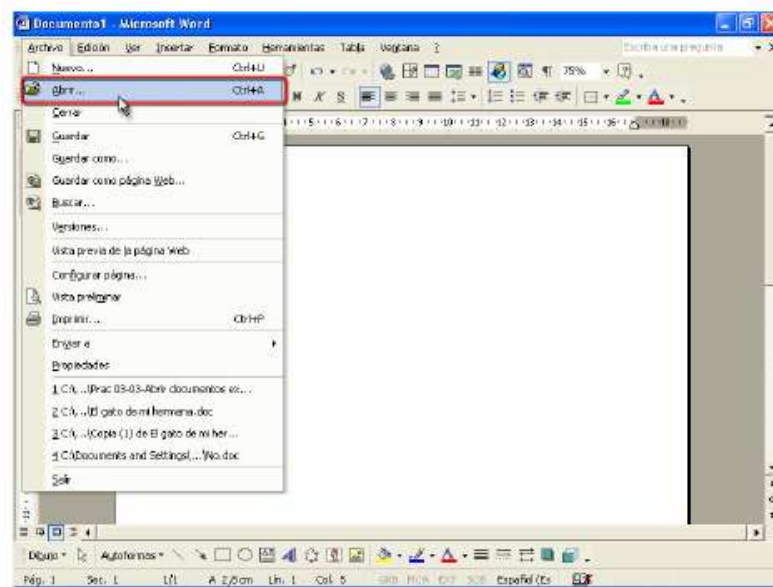 Documento1 - Microsoft Word
Archivo Edición Ver Insertar Formato Herramientas Tabla Ventana ? Escriba una pregunta
Nuevo... Ctrl+U
75%
Abrir... Ctrl+A
N K S
Cerrar
Guardar Ctrl+G
Guardar como...
Guardar como página Web...
Buscar...
Versiones...
Vista previa de la página Web
Configurar página...
Vista preliminar
Imprimir... Ctrl+P
Enviar a
Propiedades
1 C:\...\Prac 03-03-Abrir documentos ex...
2 C:\...\El gato de mi hermana.doc
3 C:\...\Copia (1) de El gato de mi her...
4 C:\Documents and Settings\...\No.doc
Salir
Dibujo Autoformas
Pág. 1 Sec. 1 1/1 A 2,8cm Lín. 1 Col. 5 GRB MCA EXT SOB Español (Es